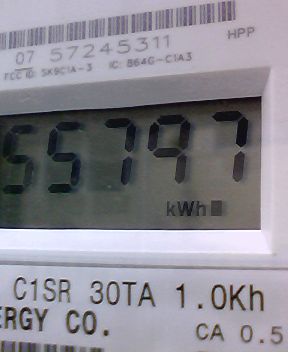 07 57245311
HPP
FCC ID: SK9C1A-3 IC: 864G-C1A3
55797
kWh
C1SR 30TA 1.0Kh
ERGY CO.
CA 0.5